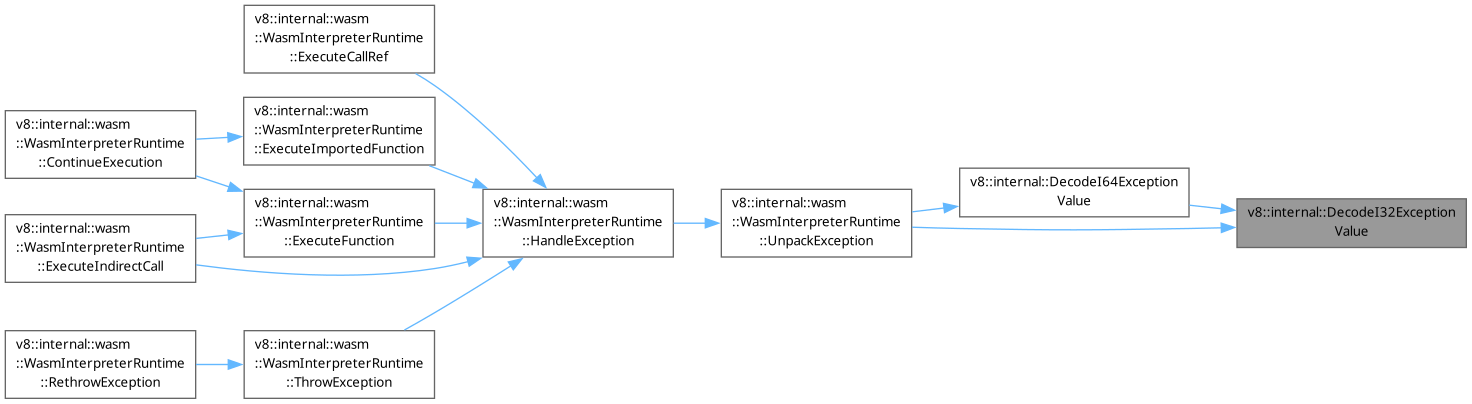 v8::internal::wasm
::WasmInterpreterRuntime
::ExecuteCallRef
v8::internal::wasm
::WasmInterpreterRuntime
::ContinueExecution
v8::internal::wasm
::WasmInterpreterRuntime
::ExecuteImportedFunction
v8::internal::wasm
::WasmInterpreterRuntime
::ExecuteFunction
v8::internal::wasm
::WasmInterpreterRuntime
::ExecuteIndirectCall
v8::internal::wasm
::WasmInterpreterRuntime
::HandleException
v8::internal::wasm
::WasmInterpreterRuntime
::UnpackException
v8::internal::DecodeI64Exception
Value
v8::internal::DecodeI32Exception
Value
v8::internal::wasm
::WasmInterpreterRuntime
::RethrowException
v8::internal::wasm
::WasmInterpreterRuntime
::ThrowException